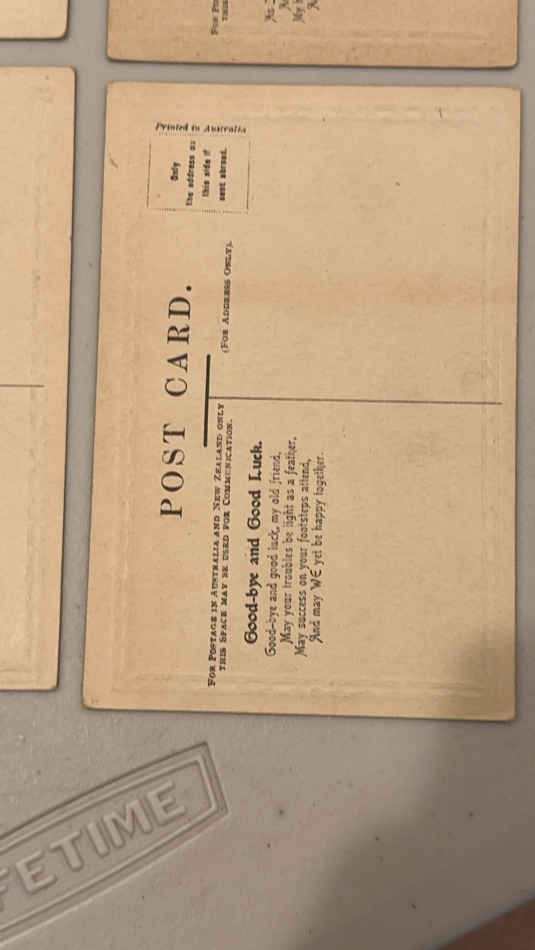 Printed in Australia
Only
the address on
this side if
sent abroad.
POST CARD.
FOR POSTAGE IN AUSTRALIA AND NEW ZEALAND ONLY
THIS SPACE MAY BE USED FOR COMMUNICATION.
(FOR ADDRESS ONLY).
Good-bye and Good Luck.
Good-bye and good luck, my old friend,
May your troubles be light as a feather,
May success on your footsteps attend,
And may WE yet be happy together.
As
My
ETIME